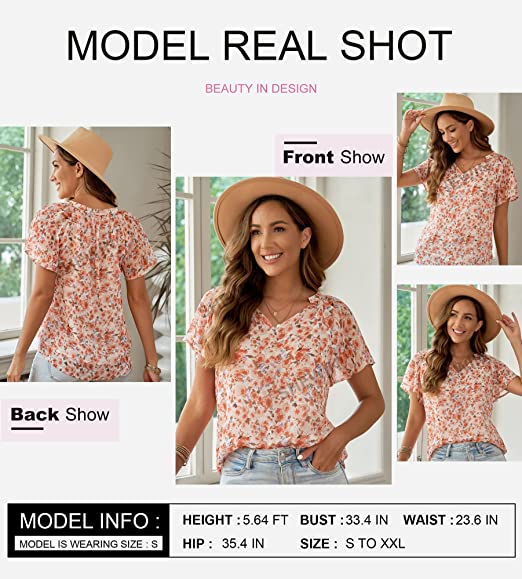 MODEL REAL SHOT
BEAUTY IN DESIGN
Front Show
Back Show
MODEL INFO :
MODEL IS WEARING SIZE : S
HEIGHT : 5.64 FT BUST : 33.4 IN WAIST : 23.6 IN
HIP : 35.4 IN SIZE : S TO XXL